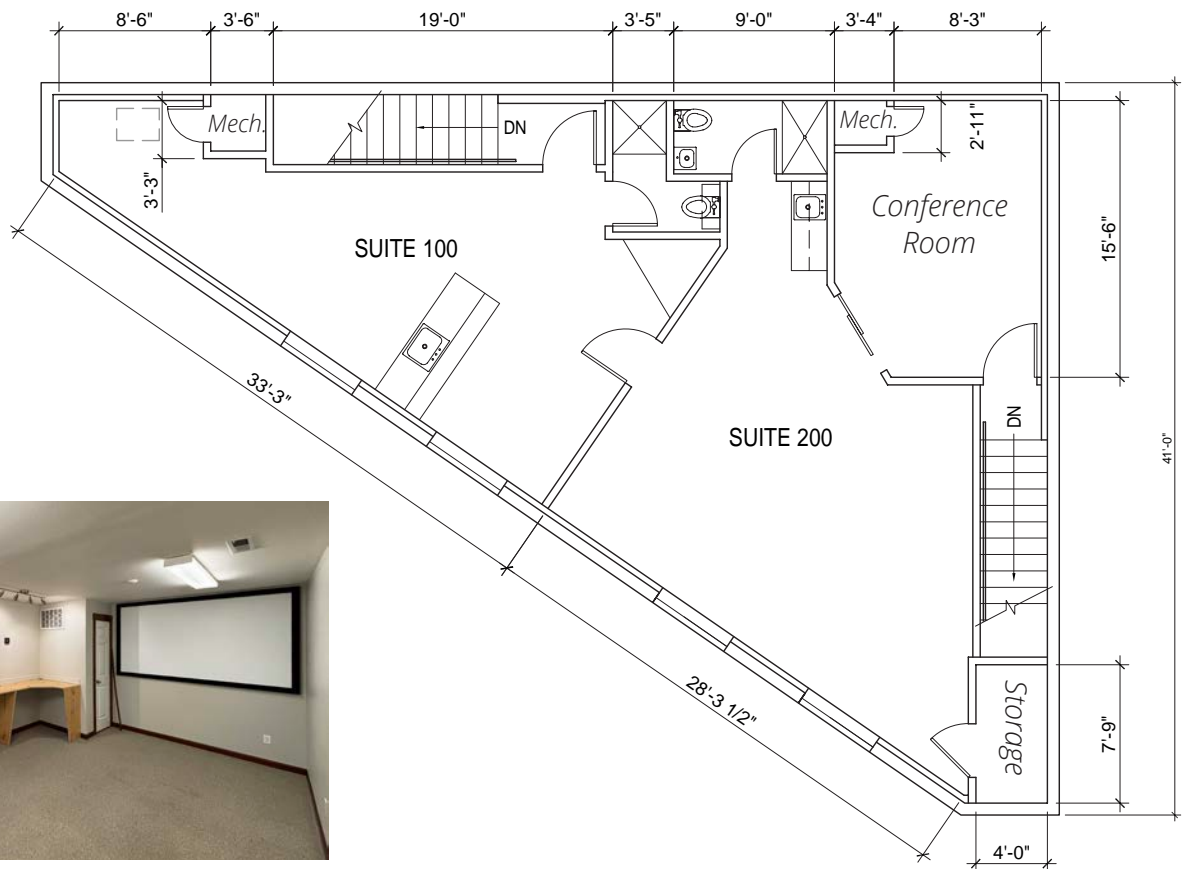 8'-6"
3'-6"
19'-0"
3'-5"
9'-0"
3'-4"
8'-3"
Mech.
DN
Mech.
2'-11"
3'-3"
Conference
Room
15'-6"
SUITE 100
33'-3"
SUITE 200
DN
41'-0"
28'-3 1/2"
Storage
7'-9"
4'-0"